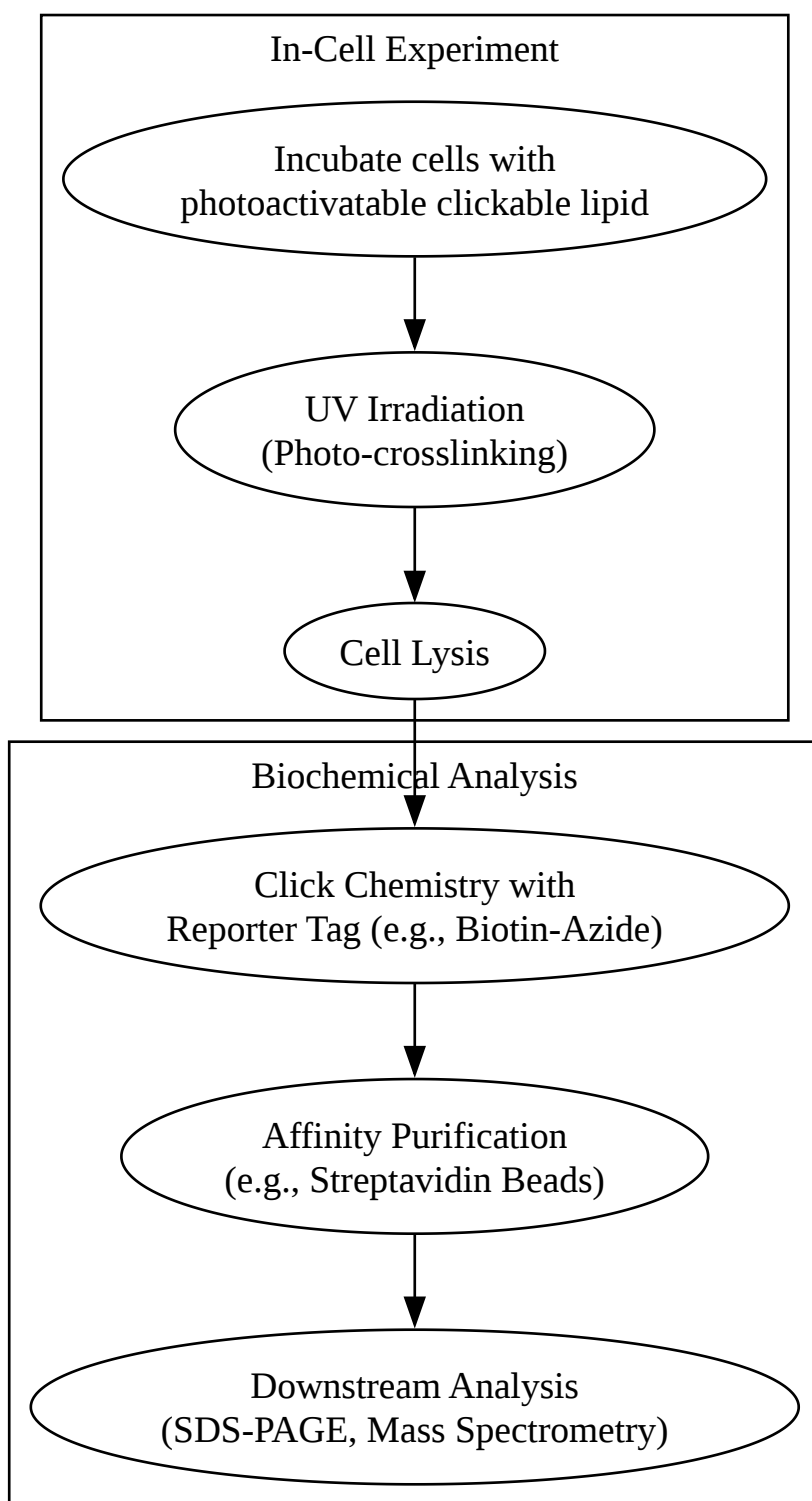 In-Cell Experiment
Incubate cells with
photoactivatable clickable lipid
UV Irradiation
(Photo-crosslinking)
Cell Lysis
Biochemical Analysis
Click Chemistry with
Reporter Tag (e.g., Biotin-Azide)
Affinity Purification
(e.g., Streptavidin Beads)
Downstream Analysis
(SDS-PAGE, Mass Spectrometry)